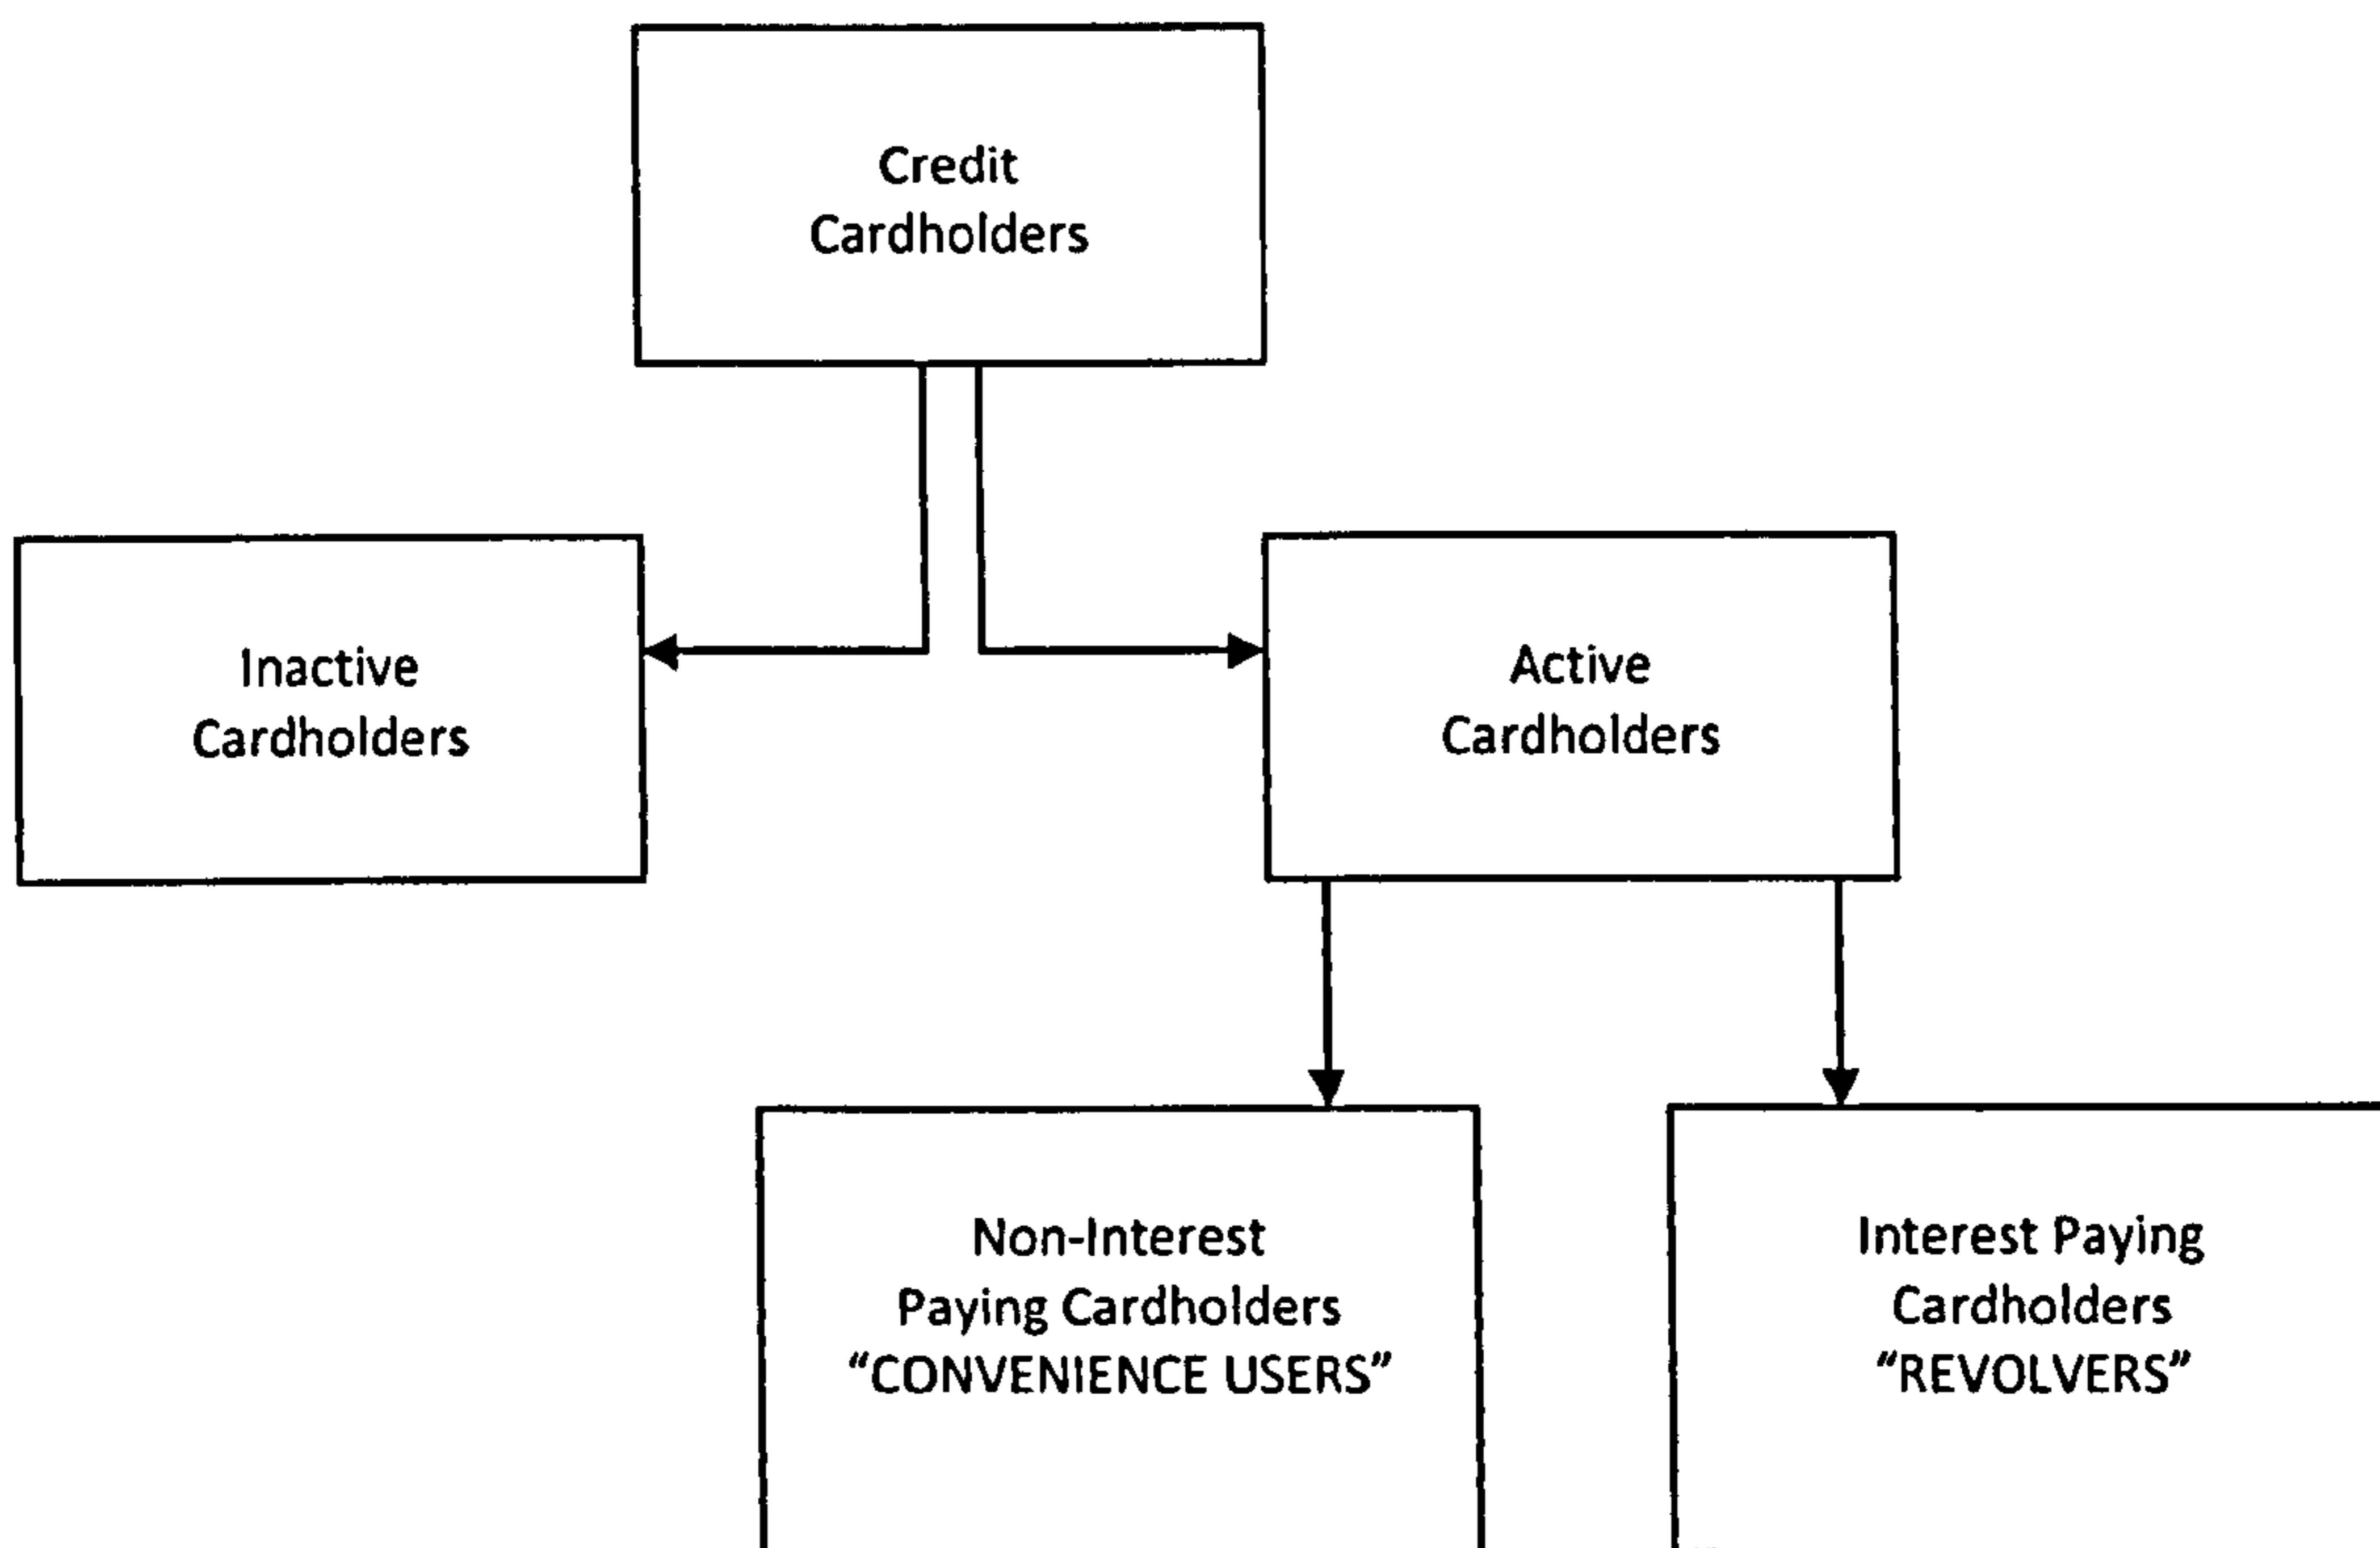 Credit
Cardholders
Inactive
Cardholders
Active
Cardholders
Non-Interest
Paying Cardholders
“CONVENIENCE USERS”
Interest Paying
Cardholders
“REVOLVERS”